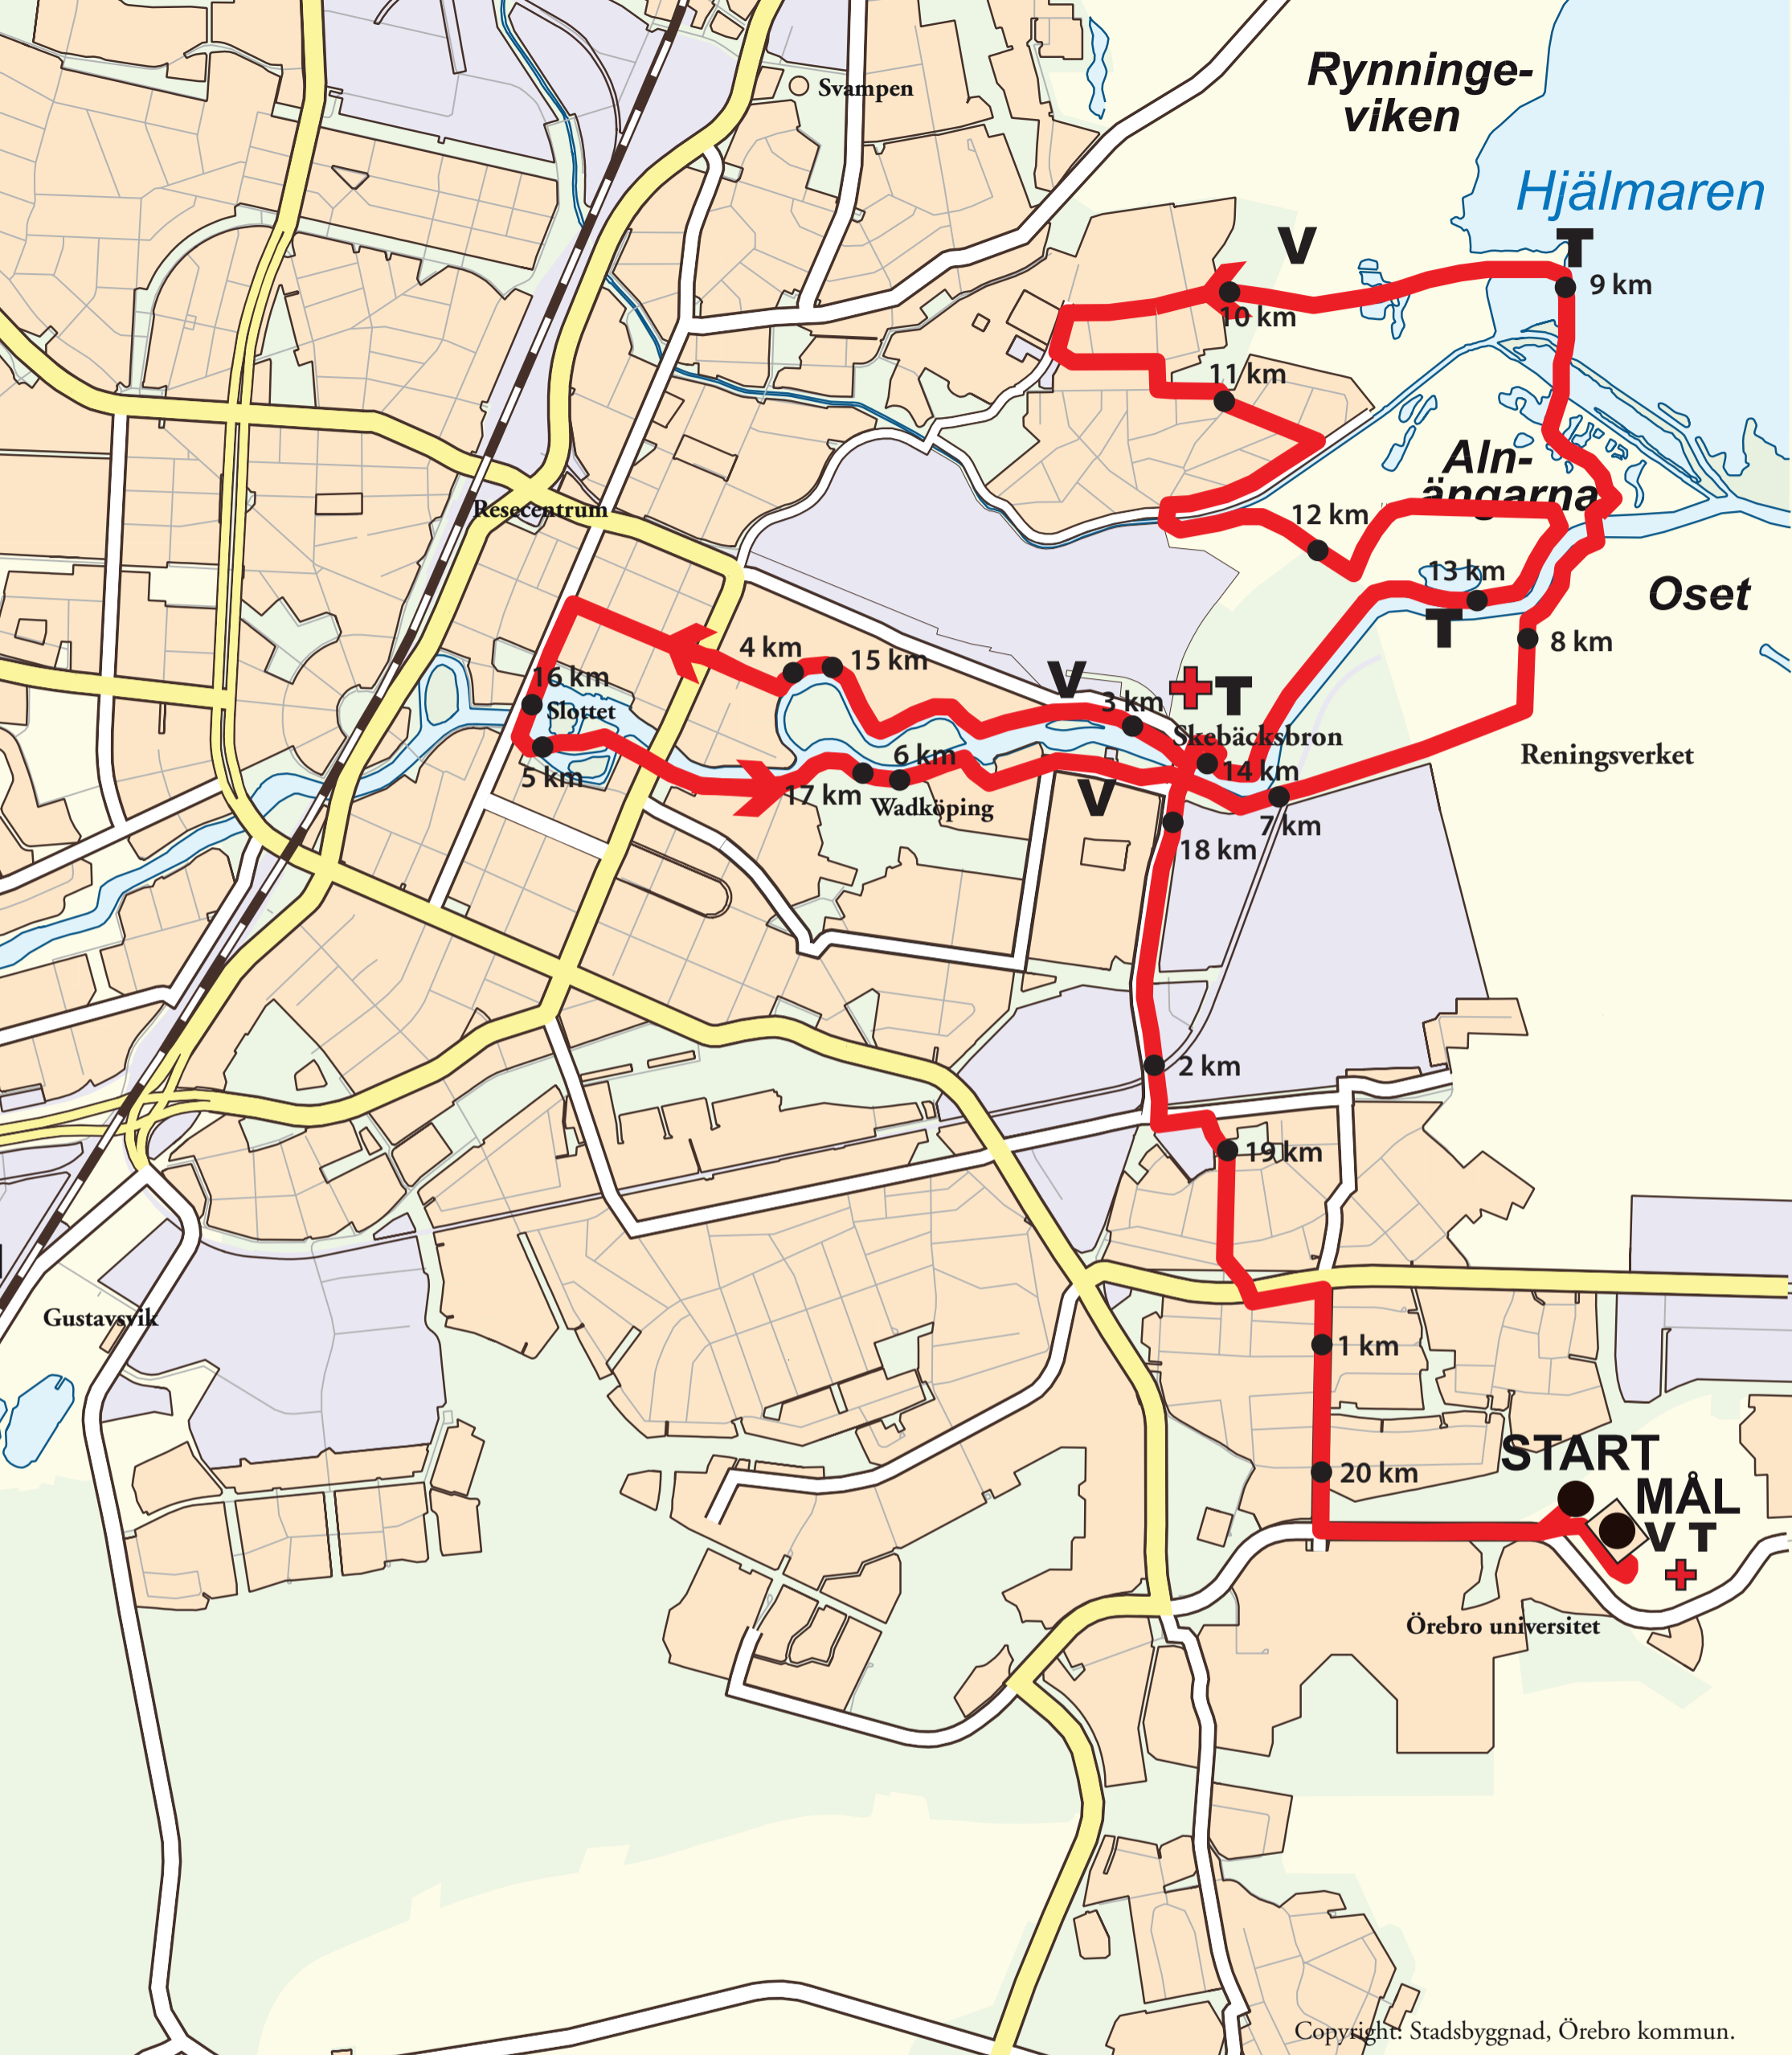 Rynninge-
viken
Svampen
Hjälmaren
V
T
9 km
10 km
11 km
Aln-
ängarna
Resecentrum
12 km
13 km
T
Oset
8 km
4 km
15 km
V
T
3 km
16 km
Slottet
Skebäcksbron
Reningsverket
6 km
5 km
14 km
17 km
Wadköping
V
7 km
18 km
2 km
19 km
Gustavsvik
1 km
START
20 km
MÅL
V T
Örebro universitet
Copyright: Stadsbyggnad, Örebro kommun.